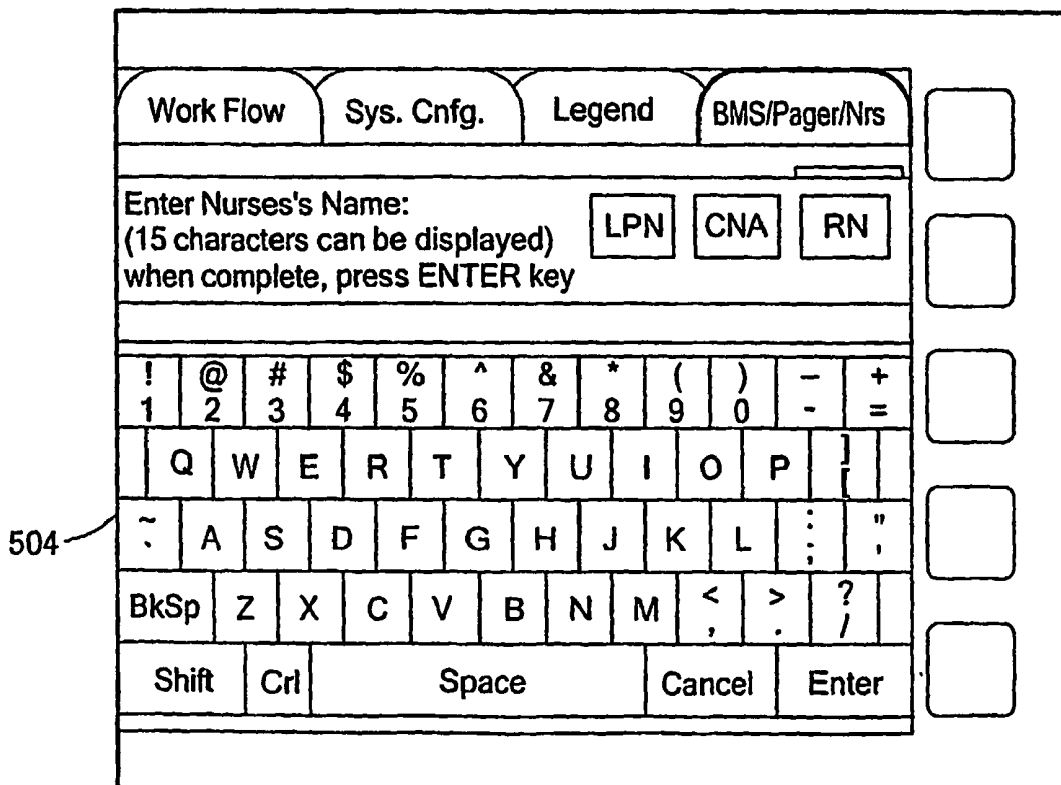 Work Flow Sys. Cnfg. Legend BMS/Pager/Nrs
Enter Nurses's Name:
(15 characters can be displayed)
when complete, press ENTER key
LPN CNA RN
! @ # $ % ^ & * ( ) – +
1 2 3 4 5 6 7 8 9 0 - =
Q W E R T Y U I O P ] [
504
~ A S D F G H J K L : ; " '
BkSp Z X C V B N M < , > . ? /
Shift Crl Space Cancel Enter